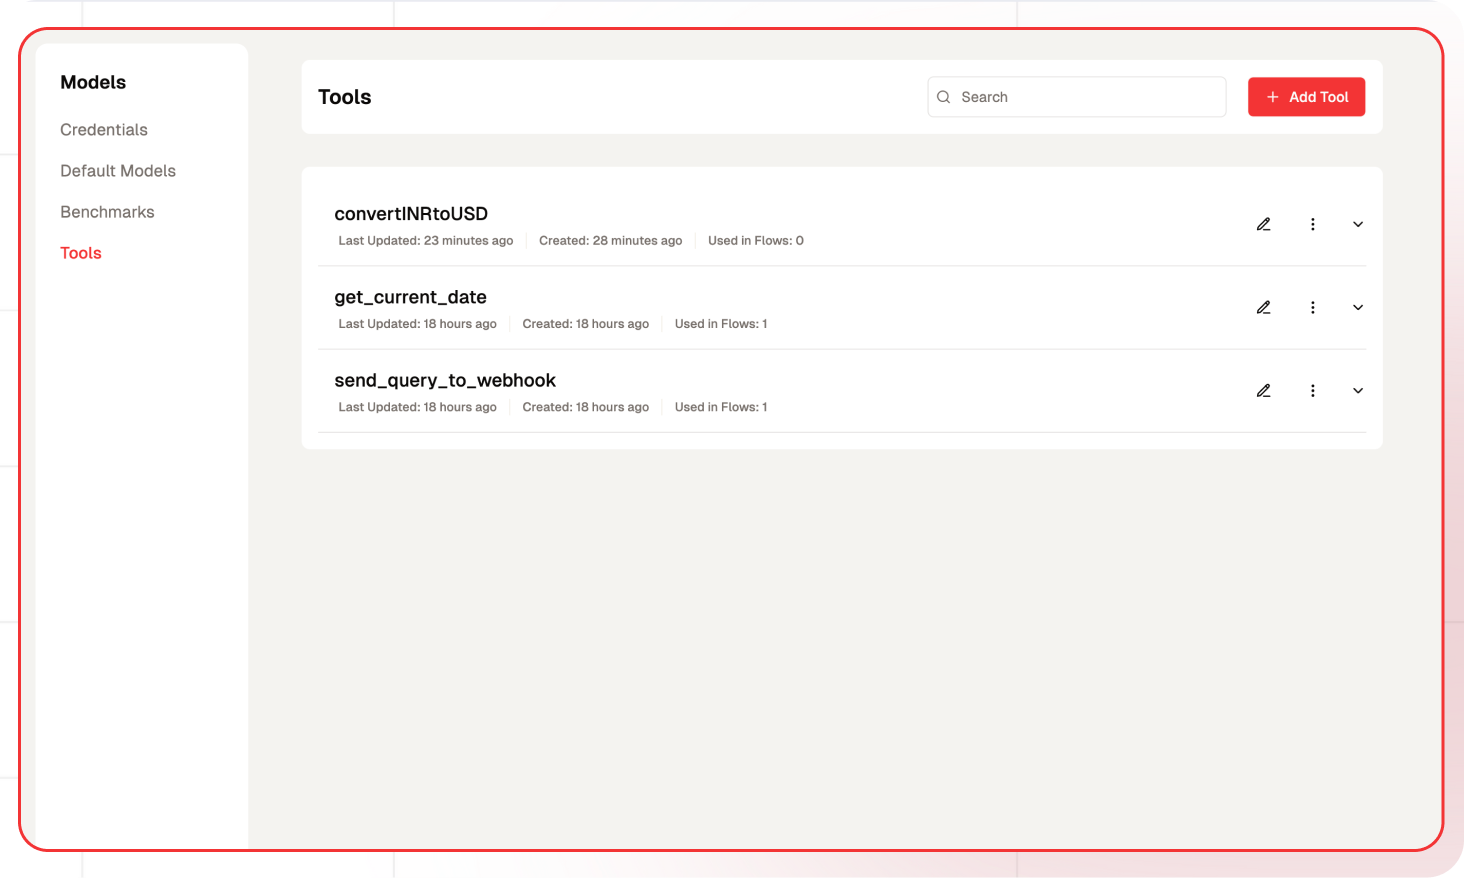 Models
Credentials
Default Models
Benchmarks
Tools
Tools
Search
+ Add Tool
convertINRtoUSD
Last Updated: 23 minutes ago
Created: 28 minutes ago
Used in Flows: 0
get_current_date
Last Updated: 18 hours ago
Created: 18 hours ago
Used in Flows: 1
send_query_to_webhook
Last Updated: 18 hours ago
Created: 18 hours ago
Used in Flows: 1